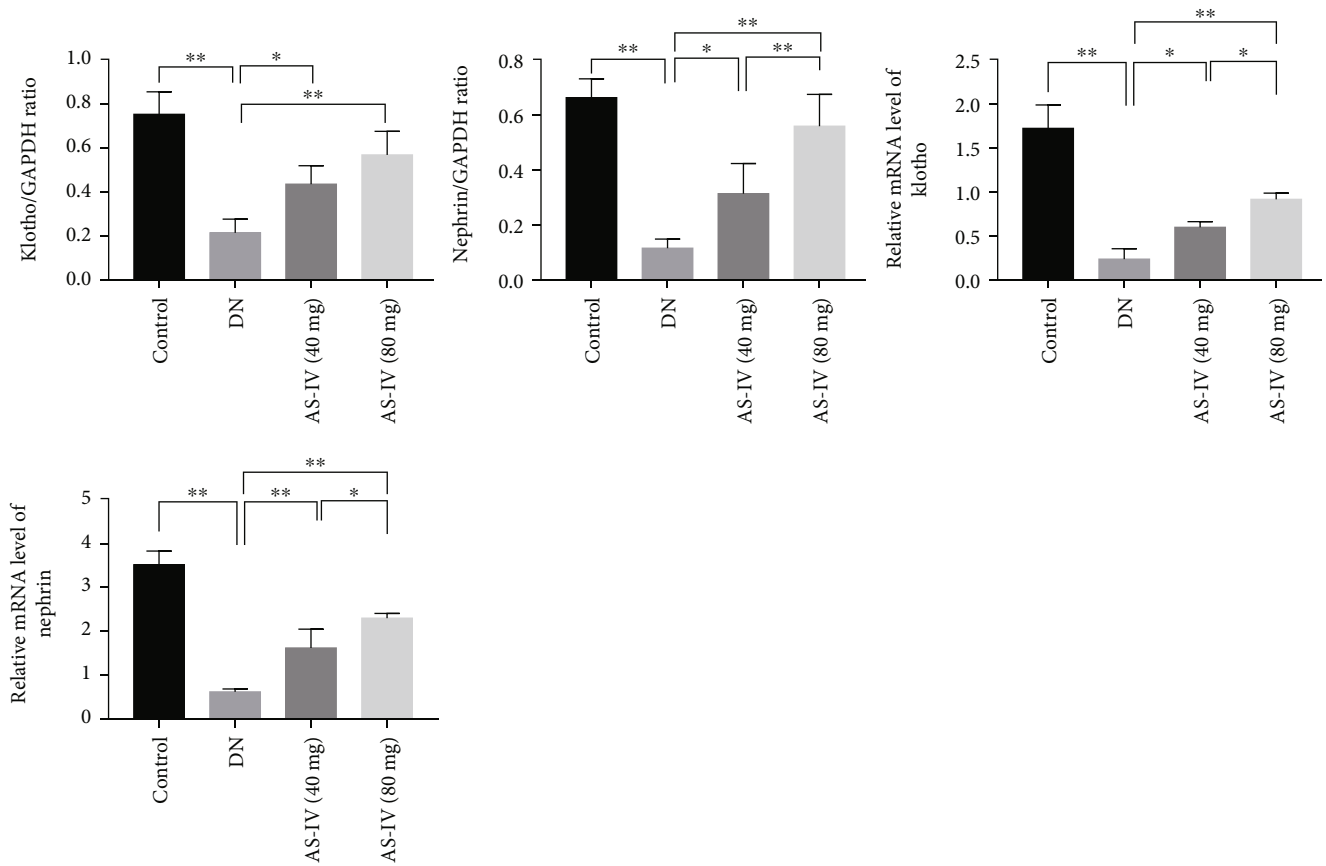 Klotho/GAPDH ratio
1.0
0.8
0.6
0.4
0.2
0.0
**
*
**
Control
DN
AS-IV (40 mg)
AS-IV (80 mg)
Nephrin/GAPDH ratio
0.8
0.6
0.4
0.2
0.0
**
**
*
**
Control
DN
AS-IV (40 mg)
AS-IV (80 mg)
Relative mRNA level of
klotho
2.5
2.0
1.5
1.0
0.5
0.0
**
**
*
*
Control
DN
AS-IV (40 mg)
AS-IV (80 mg)
Relative mRNA level of
nephrin
5
4
3
2
1
0
**
**
**
*
Control
DN
AS-IV (40 mg)
AS-IV (80 mg)